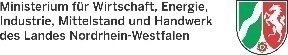 Ministerium für Wirtschaft, Energie,
Industrie, Mittelstand und Handwerk
des Landes Nordrhein-Westfalen